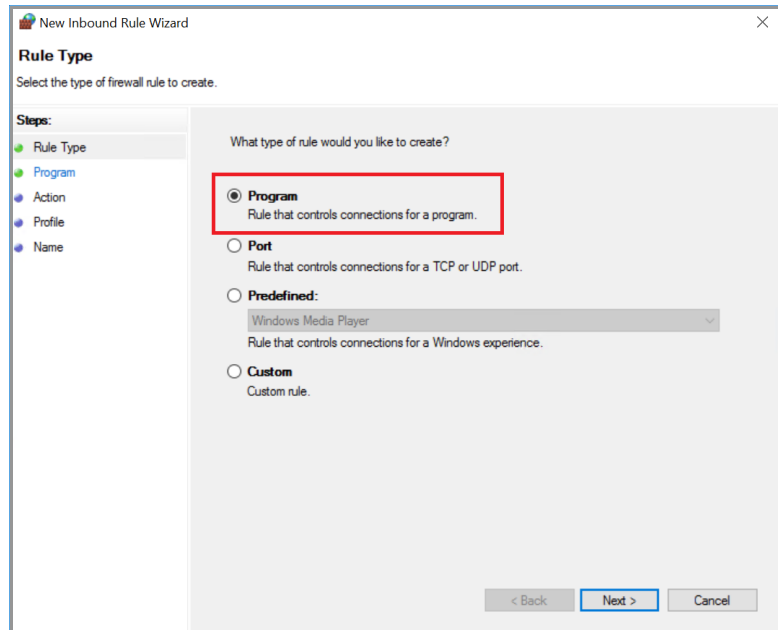 New Inbound Rule Wizard
Rule Type
Select the type of firewall rule to create.
Steps:
Rule Type
Program
Action
Profile
Name
What type of rule would you like to create?
Program
Rule that controls connections for a program.
Port
Rule that controls connections for a TCP or UDP port.
Predefined:
Windows Media Player
Rule that controls connections for a Windows experience.
Custom
Custom rule.
< Back Next > Cancel